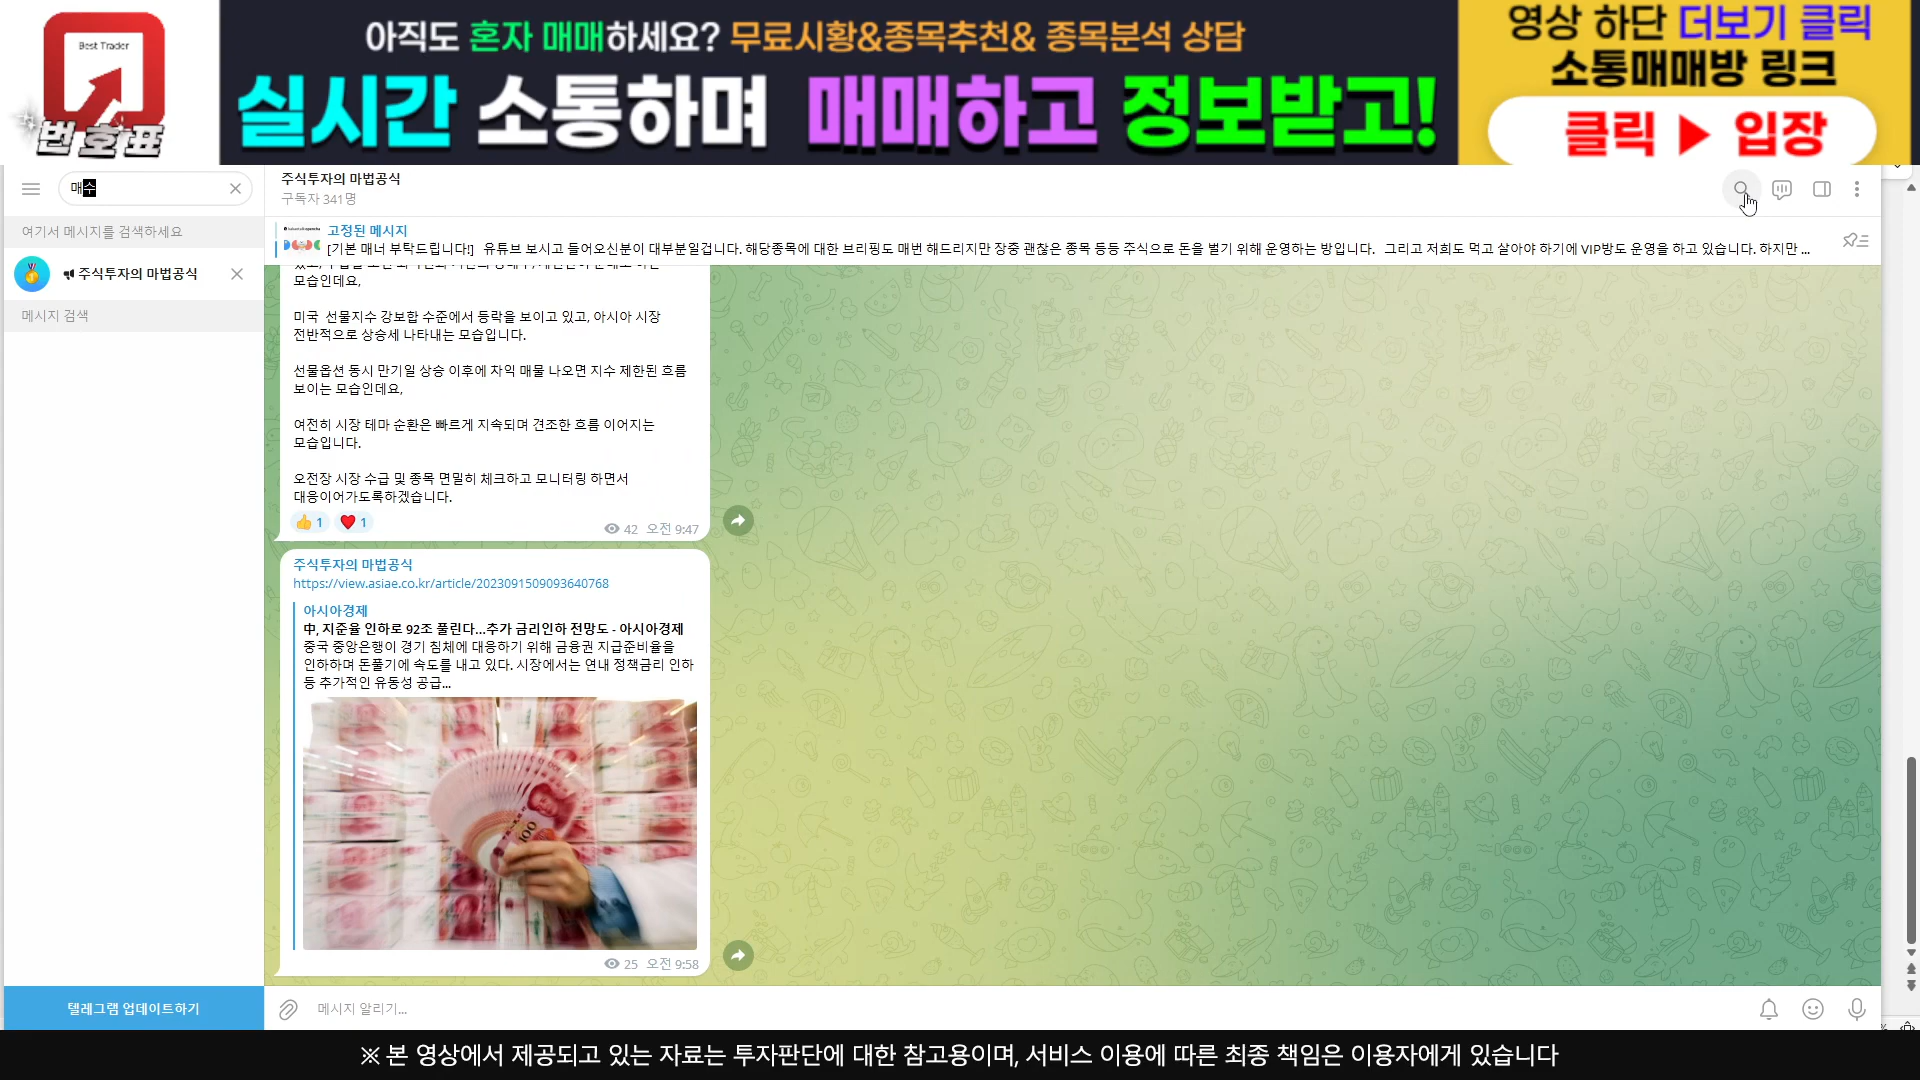 Best Trader
번호표
아직도 혼자 매매하세요? 무료시황&종목추천& 종목분석 상담
실시간 소통하며 매매하고 정보받고!
영상 하단 더보기 클릭
소통매매방 링크
클릭 ▶ 입장
매수
주식투자의 마법공식
구독자 341명
여기서 메시지를 검색하세요
주식투자의 마법공식
메시지 검색
고정된 메시지
[기본 매너 부탁드립니다!] 유튜브 보시고 들어오신분이 대부분일겁니다. 해당종목에 대한 브리핑도 매번 해드리지만 장중 괜찮은 종목 등등 주식으로 돈을 벌기 위해 운영하는 방입니다. 그리고 저희도 먹고 살아야 하기에 VIP방도 운영을 하고 있습니다. 하지만 ...
모습인데요,
미국 선물지수 강보합 수준에서 등락을 보이고 있고, 아시아 시장
전반적으로 상승세 나타내는 모습입니다.
선물옵션 동시 만기일 상승 이후에 차익 매물 나오면 지수 제한된 흐름
보이는 모습인데요,
여전히 시장 테마 순환은 빠르게 지속되며 견조한 흐름 이어지는
모습입니다.
오전장 시장 수급 및 종목 면밀히 체크하고 모니터링 하면서
대응이어가도록하겠습니다.
👍 1 ❤️ 1
42 오전 9:47
주식투자의 마법공식
https://view.asiae.co.kr/article/2023091509093640768
아시아경제
中, 지준율 인하로 92조 풀린다...추가 금리인하 전망도 - 아시아경제
중국 중앙은행이 경기 침체에 대응하기 위해 금융권 지급준비율을
인하하며 돈풀기에 속도를 내고 있다. 시장에서는 연내 정책금리 인하
등 추가적인 유동성 공급...
100
25 오전 9:58
텔레그램 업데이트하기
메시지 알리기...
※ 본 영상에서 제공되고 있는 자료는 투자판단에 대한 참고용이며, 서비스 이용에 따른 최종 책임은 이용자에게 있습니다